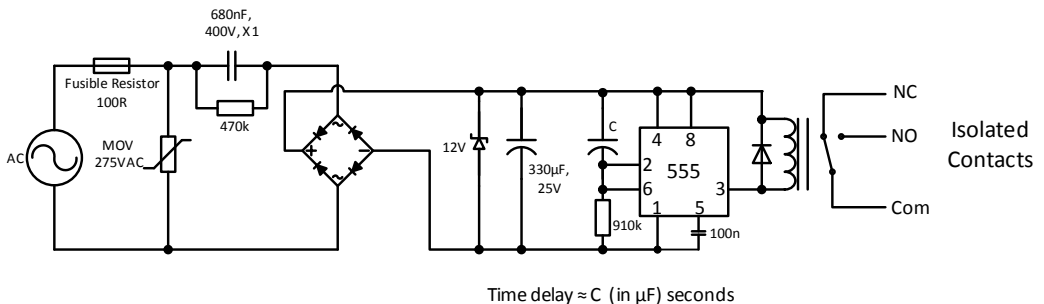 680nF,
400V, X1
Fusible Resistor
100R
470k
MOV
275VAC
AC
~
+
-
~
12V
330µF,
25V
C
910k
4
8
2
555
6
3
1
5
100n
NC
NO
Com
Isolated
Contacts
Time delay ≈ C (in µF) seconds